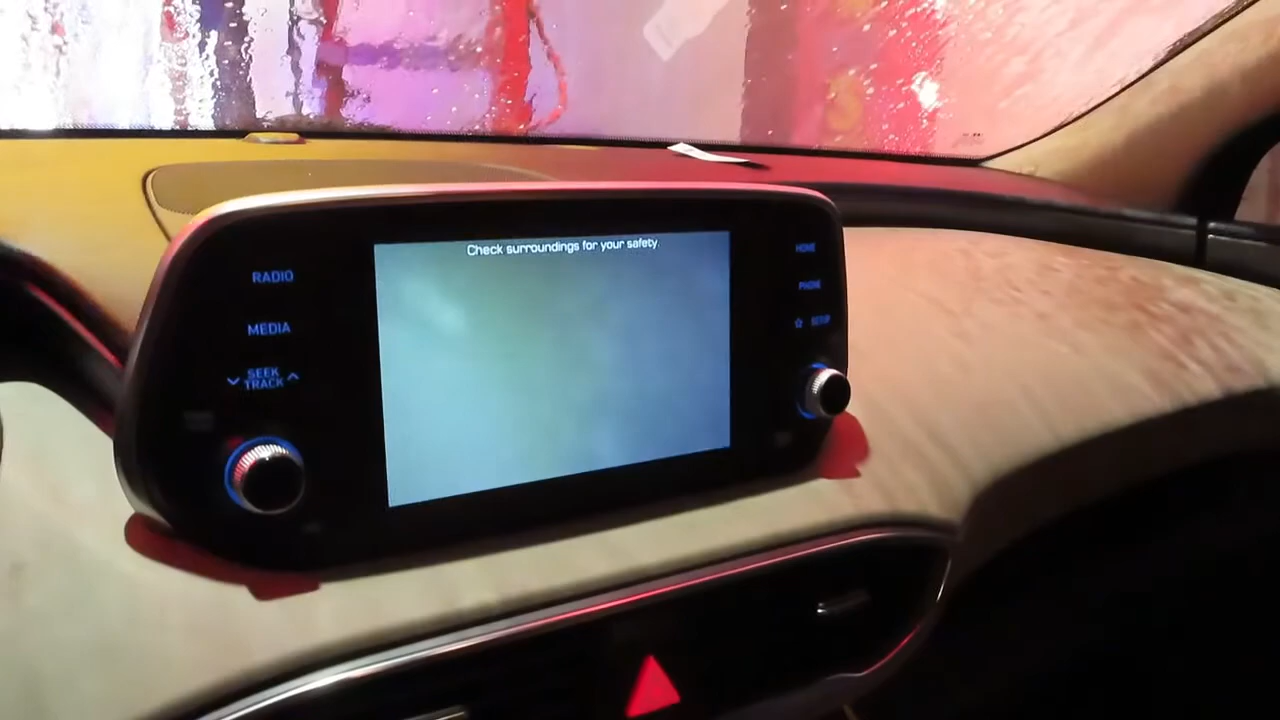 Check surroundings for your safety.
RADIO
MEDIA
SEEK
TRACK
HOME
PHONE
SETUP